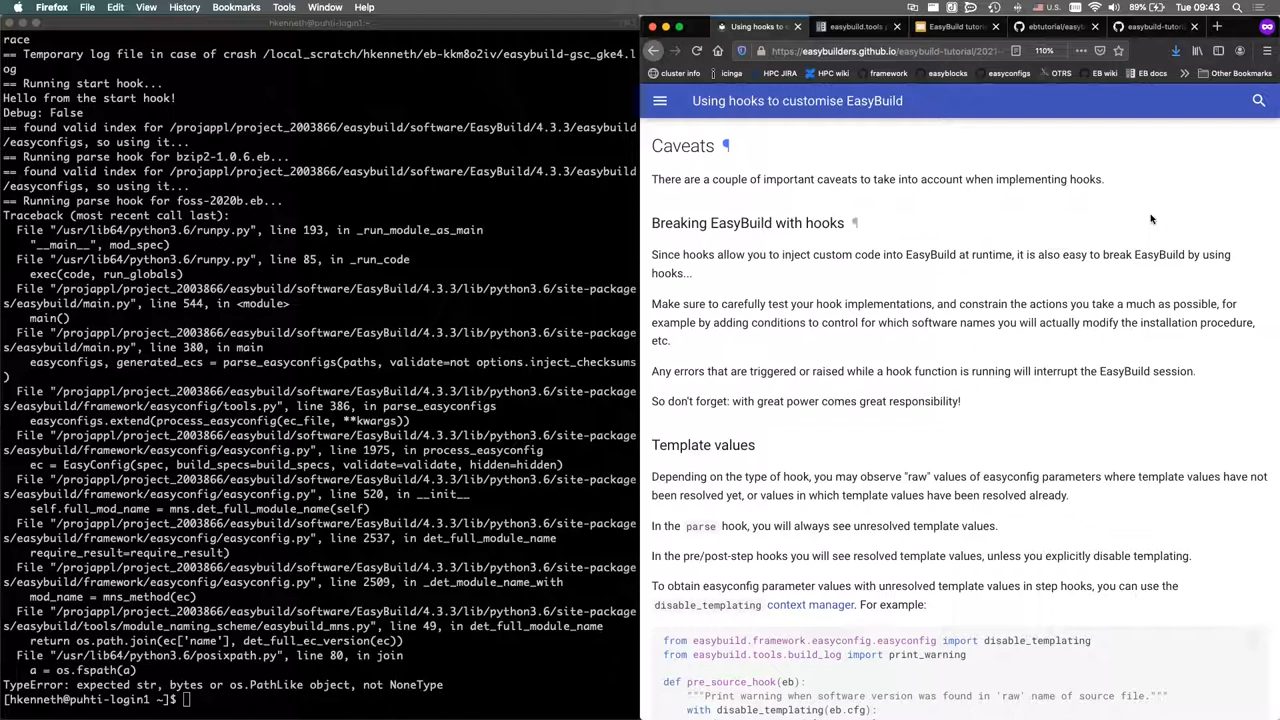 Firefox File Edit View History Bookmarks Tools Window Help
89% Tue 09:43
hkenneth@puhti-login1:~
race
== Temporary log file in case of crash /local_scratch/hkenneth/eb-kkm8o2iv/easybuild-gsc_gke4.l
og
== Running start hook...
Hello from the start hook!
Debug: False
== found valid index for /projappl/project_2003866/easybuild/software/EasyBuild/4.3.3/easybuild
/easyconfigs, so using it...
== Running parse hook for bzip2-1.0.6.eb...
== found valid index for /projappl/project_2003866/easybuild/software/EasyBuild/4.3.3/easybuild
/easyconfigs, so using it...
== Running parse hook for foss-2020b.eb...
Traceback (most recent call last):
File "/usr/lib64/python3.6/runpy.py", line 193, in _run_module_as_main
"__main__", mod_spec)
File "/usr/lib64/python3.6/runpy.py", line 85, in _run_code
exec(code, run_globals)
File "/projappl/project_2003866/easybuild/software/EasyBuild/4.3.3/lib/python3.6/site-package
s/easybuild/main.py", line 544, in <module>
main()
File "/projappl/project_2003866/easybuild/software/EasyBuild/4.3.3/lib/python3.6/site-package
s/easybuild/main.py", line 380, in main
easyconfigs, generated_ecs = parse_easyconfigs(paths, validate=not options.inject_checksums
)
File "/projappl/project_2003866/easybuild/software/EasyBuild/4.3.3/lib/python3.6/site-package
s/easybuild/framework/easyconfig/tools.py", line 386, in parse_easyconfigs
easyconfigs.extend(process_easyconfig(ec_file, **kwargs))
File "/projappl/project_2003866/easybuild/software/EasyBuild/4.3.3/lib/python3.6/site-package
s/easybuild/framework/easyconfig/easyconfig.py", line 1975, in process_easyconfig
ec = EasyConfig(spec, build_specs=build_specs, validate=validate, hidden=hidden)
File "/projappl/project_2003866/easybuild/software/EasyBuild/4.3.3/lib/python3.6/site-package
s/easybuild/framework/easyconfig/easyconfig.py", line 520, in __init__
self.full_mod_name = mns.det_full_module_name(self)
File "/projappl/project_2003866/easybuild/software/EasyBuild/4.3.3/lib/python3.6/site-package
s/easybuild/framework/easyconfig/easyconfig.py", line 2537, in det_full_module_name
require_result=require_result)
File "/projappl/project_2003866/easybuild/software/EasyBuild/4.3.3/lib/python3.6/site-package
s/easybuild/framework/easyconfig/easyconfig.py", line 2509, in _det_module_name_with
mod_name = mns_method(ec)
File "/projappl/project_2003866/easybuild/software/EasyBuild/4.3.3/lib/python3.6/site-package
s/easybuild/tools/module_naming_scheme/easybuild_mns.py", line 49, in det_full_module_name
return os.path.join(ec['name'], det_full_ec_version(ec))
File "/usr/lib64/python3.6/posixpath.py", line 80, in join
a = os.fspath(a)
TypeError: expected str, bytes or os.PathLike object, not NoneType
[hkenneth@puhti-login1 ~]$
Using hooks to easybuild.tools p EasyBuild tutori ebtutorial/easyb easybuild-tutori
https://easybuilders.github.io/easybuild-tutorial/2021- 110%
cluster info icinga HPC JIRA HPC wiki framework easyblocks easyconfigs OTRS EB wiki EB docs Other Bookmarks
Using hooks to customise EasyBuild
Caveats ¶
There are a couple of important caveats to take into account when implementing hooks.
Breaking EasyBuild with hooks ¶
Since hooks allow you to inject custom code into EasyBuild at runtime, it is also easy to break EasyBuild by using
hooks...
Make sure to carefully test your hook implementations, and constrain the actions you take a much as possible, for
example by adding conditions to control for which software names you will actually modify the installation procedure,
etc.
Any errors that are triggered or raised while a hook function is running will interrupt the EasyBuild session.
So don't forget: with great power comes great responsibility!
Template values
Depending on the type of hook, you may observe "raw" values of easyconfig parameters where template values have not
been resolved yet, or values in which template values have been resolved already.
In the parse hook, you will always see unresolved template values.
In the pre/post-step hooks you will see resolved template values, unless you explicitly disable templating.
To obtain easyconfig parameter values with unresolved template values in step hooks, you can use the
disable_templating context manager. For example:
from easybuild.framework.easyconfig.easyconfig import disable_templating
from easybuild.tools.build_log import print_warning
def pre_source_hook(eb):
"""Print warning when software version was found in 'raw' name of source file."""
with disable_templating(eb.cfg):